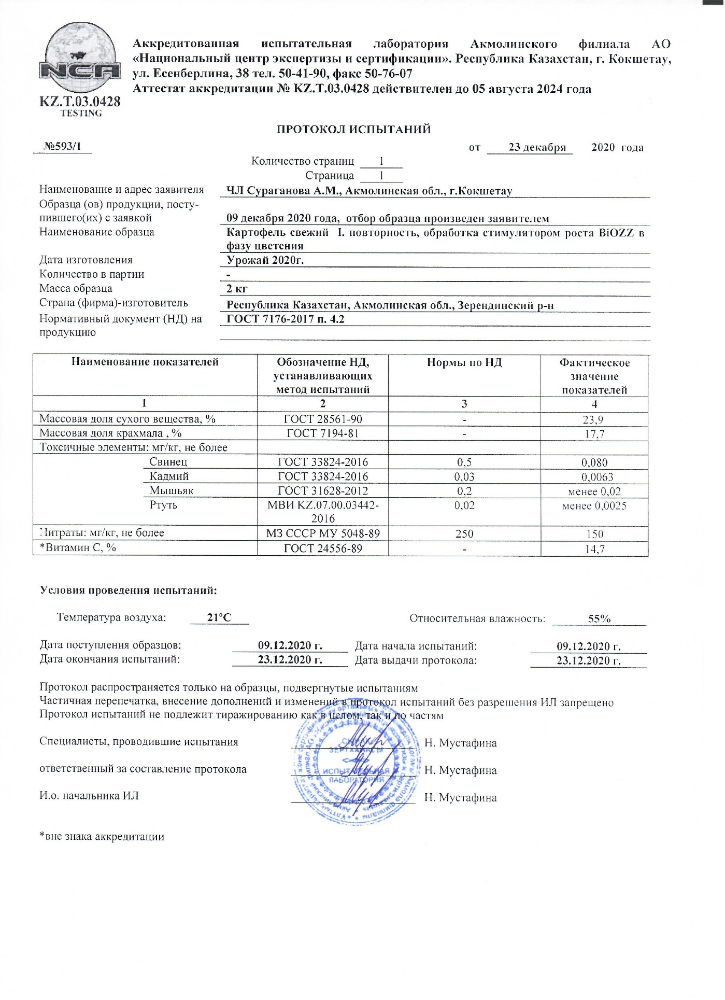 NCA
KZ.T.03.0428
TESTING
Аккредитованная испытательная лаборатория Акмолинского филиала АО
«Национальный центр экспертизы и сертификации». Республика Казахстан, г. Кокшетау,
ул. Есенберлина, 38 тел. 50-41-90, факс 50-76-07
Аттестат аккредитации № KZ.T.03.0428 действителен до 05 августа 2024 года
ПРОТОКОЛ ИСПЫТАНИЙ
№593/1 от 23 декабря 2020 года
Количество страниц 1
Страница 1
Наименование и адрес заявителя ЧЛ Сураганова А.М., Акмолинская обл., г.Кокшетау
Образца (ов) продукции, посту-
пившего(их) с заявкой 09 декабря 2020 года, отбор образца произведен заявителем
Наименование образца Картофель свежий I. повторность, обработка стимулятором роста BiOZZ в
фазу цветения
Дата изготовления Урожай 2020г.
Количество в партии -
Масса образца 2 кг
Страна (фирма)-изготовитель Республика Казахстан, Акмолинская обл., Зерендинский р-н
Нормативный документ (НД) на ГОСТ 7176-2017 п. 4.2
продукцию
Наименование показателей Обозначение НД, Нормы по НД Фактическое
устанавливающих значение
метод испытаний показателей
1 2 3 4
Массовая доля сухого вещества, % ГОСТ 28561-90 - 23,9
Массовая доля крахмала , % ГОСТ 7194-81 - 17,7
Токсичные элементы: мг/кг, не более
Свинец ГОСТ 33824-2016 0,5 0,080
Кадмий ГОСТ 33824-2016 0,03 0,0063
Мышьяк ГОСТ 31628-2012 0,2 менее 0,02
Ртуть МВИ KZ.07.00.03442- 0,02 менее 0,0025
2016
Нитраты: мг/кг, не более МЗ СССР МУ 5048-89 250 150
*Витамин С, % ГОСТ 24556-89 - 14,7
Условия проведения испытаний:
Температура воздуха: 21ºС Относительная влажность: 55%
Дата поступления образцов: 09.12.2020 г. Дата начала испытаний: 09.12.2020 г.
Дата окончания испытаний: 23.12.2020 г. Дата выдачи протокола: 23.12.2020 г.
Протокол распространяется только на образцы, подвергнутые испытаниям
Частичная перепечатка, внесение дополнений и изменений в протокол испытаний без разрешения ИЛ запрещено
Протокол испытаний не подлежит тиражированию как в целом, так и по частям
Специалисты, проводившие испытания Н. Мустафина
ответственный за составление протокола Н. Мустафина
И.о. начальника ИЛ Н. Мустафина
ЗЕРТХАНАСЫ
ИСПЫТАТЕЛЬНАЯ
ЛАБОРАТОРИЯ
*вне знака аккредитации